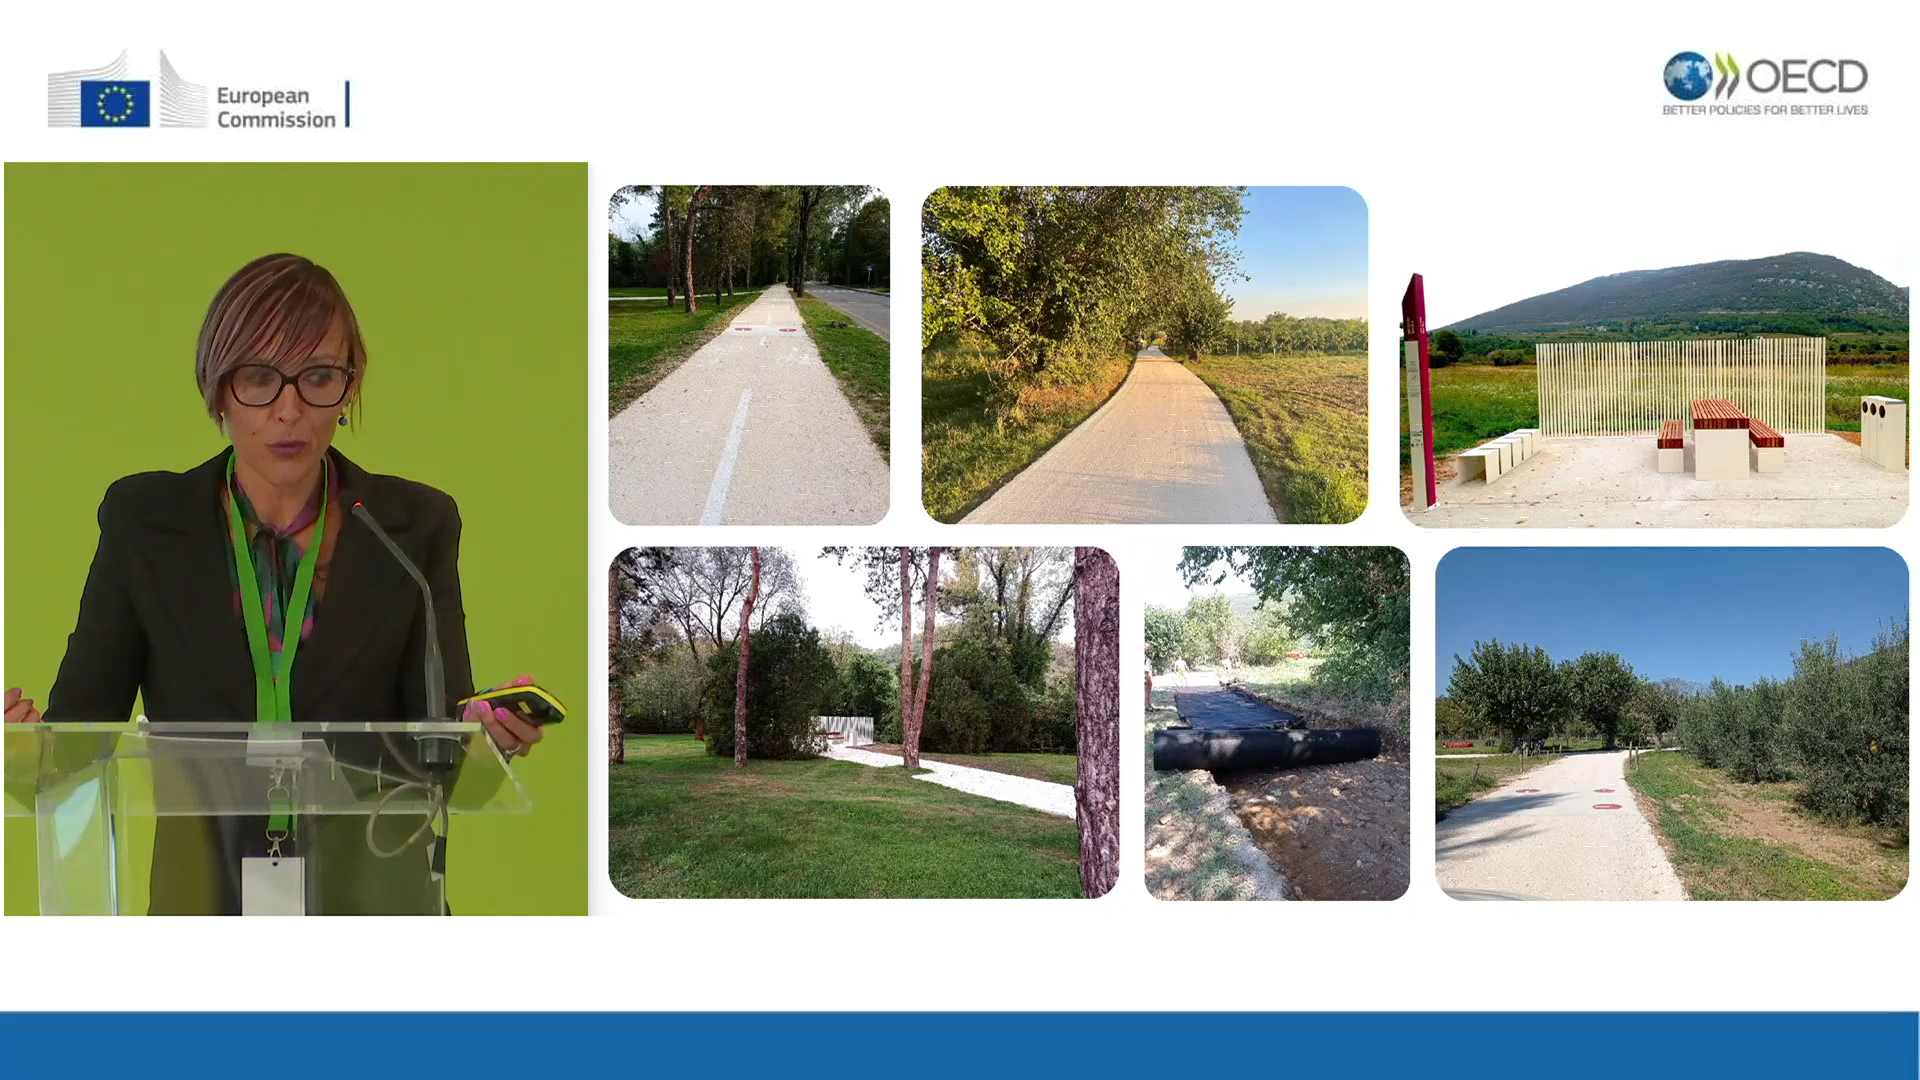 European
Commission
OECD
BETTER POLICIES FOR BETTER LIVES